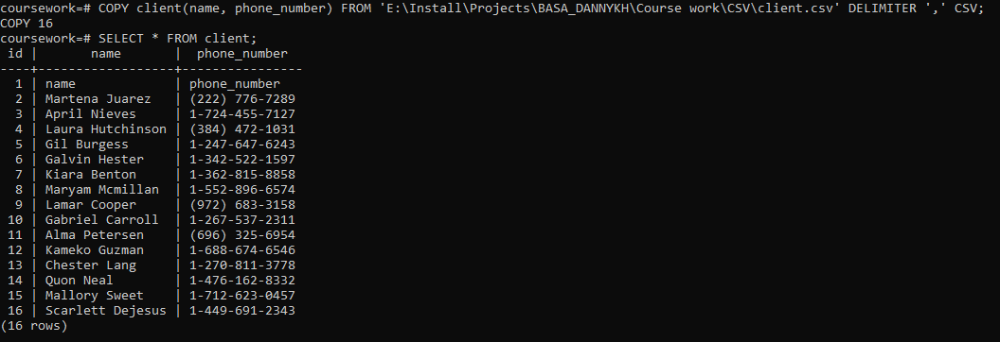 coursework=# COPY client(name, phone_number) FROM 'E:\Install\Projects\BASA_DANNYKH\Course work\CSV\client.csv' DELIMITER ',' CSV;
COPY 16
coursework=# SELECT * FROM client;
 id |       name       |  phone_number
----+------------------+----------------
  1 | name             | phone_number
  2 | Martena Juarez   | (222) 776-7289
  3 | April Nieves     | 1-724-455-7127
  4 | Laura Hutchinson | (384) 472-1031
  5 | Gil Burgess      | 1-247-647-6243
  6 | Galvin Hester    | 1-342-522-1597
  7 | Kiara Benton     | 1-362-815-8858
  8 | Maryam Mcmillan  | 1-552-896-6574
  9 | Lamar Cooper     | (972) 683-3158
 10 | Gabriel Carroll  | 1-267-537-2311
 11 | Alma Petersen    | (696) 325-6954
 12 | Kameko Guzman    | 1-688-674-6546
 13 | Chester Lang     | 1-270-811-3778
 14 | Quon Neal        | 1-476-162-8332
 15 | Mallory Sweet    | 1-712-623-0457
 16 | Scarlett Dejesus | 1-449-691-2343
(16 rows)